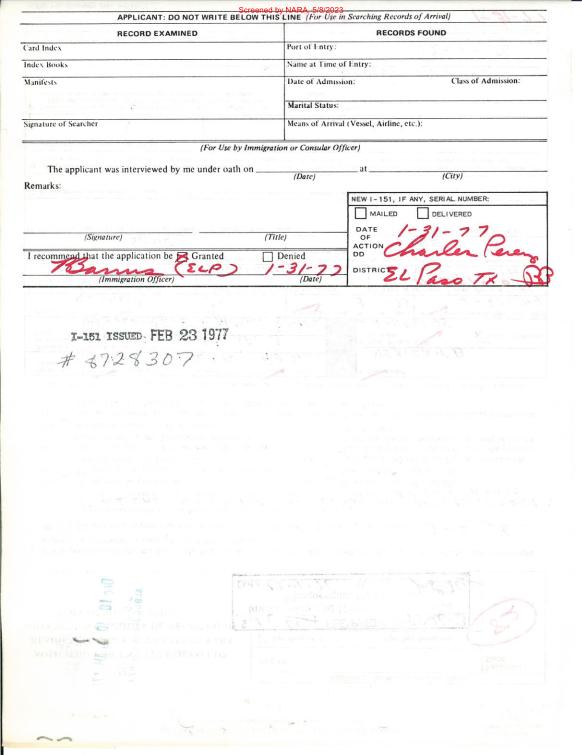 Screened by NARA, 5/8/2023
APPLICANT: DO NOT WRITE BELOW THIS LINE (For Use in Searching Records of Arrival)
RECORD EXAMINED
RECORDS FOUND
Card Index
Port of Entry:
Index Books
Name at Time of Entry:
Manifests
Date of Admission:
Class of Admission:
Marital Status:
Signature of Searcher
Means of Arrival (Vessel, Airline, etc.):
(For Use by Immigration or Consular Officer)
The applicant was interviewed by me under oath on
at
(Date)
(City)
Remarks:
NEW I-151, IF ANY, SERIAL NUMBER:
MAILED
DELIVERED
DATE OF ACTION
1-31-77
(Signature)
(Title)
DD
Charles Perez
I recommend that the application be
Granted
Denied
(ELP)
1-31-77
DISTRICT
EL Paso TX
(Immigration Officer)
(Date)
I-151 ISSUED FEB 23 1977
# 8728307